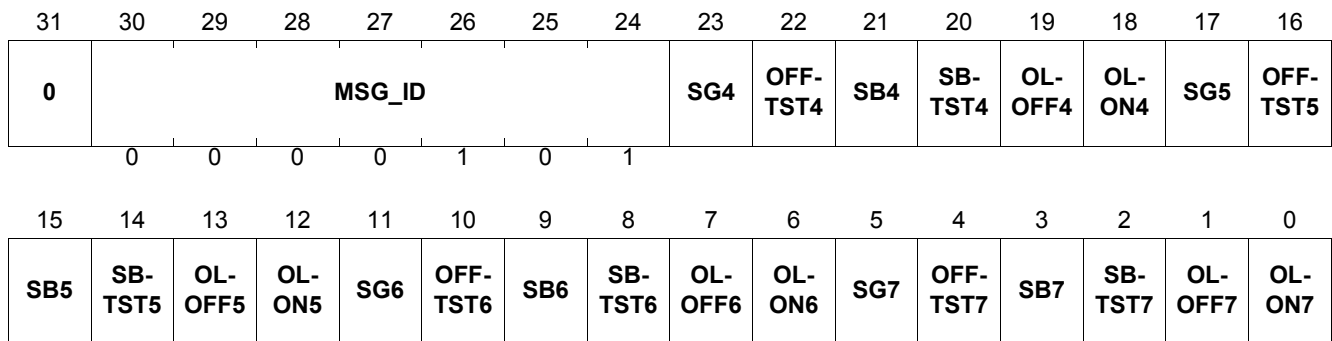 31 30 29 28 27 26 25 24 23 22 21 20 19 18 17 16
0 MSG_ID SG4 OFF-TST4 SB4 SB-TST4 OL-OFF4 OL-ON4 SG5 OFF-TST5
0 0 0 0 1 0 1
15 14 13 12 11 10 9 8 7 6 5 4 3 2 1 0
SB5 SB-TST5 OL-OFF5 OL-ON5 SG6 OFF-TST6 SB6 SB-TST6 OL-OFF6 OL-ON6 SG7 OFF-TST7 SB7 SB-TST7 OL-OFF7 OL-ON7